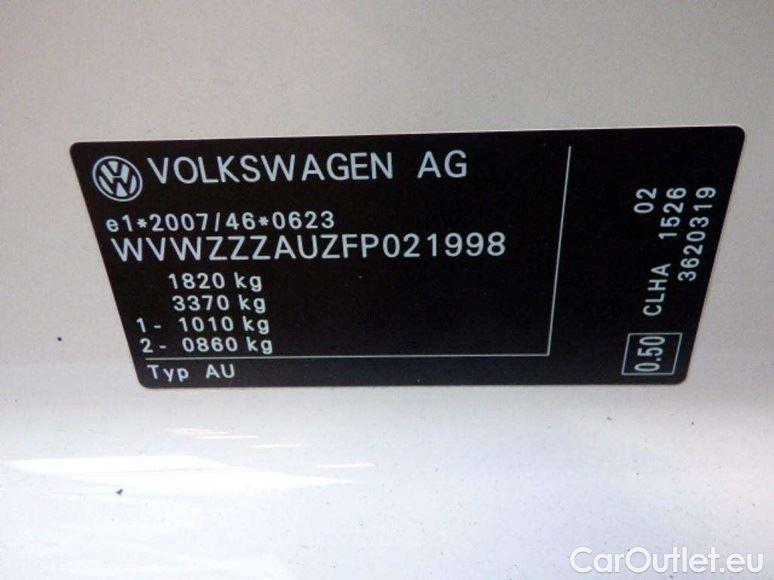 VOLKSWAGEN AG
e1*2007/46*0623
WVWZZZAUZFP021998
1820 kg
3370 kg
1- 1010 kg
2- 0860 kg
Typ AU
02
CLHA 1526
3620319
0.50
CarOutlet.eu